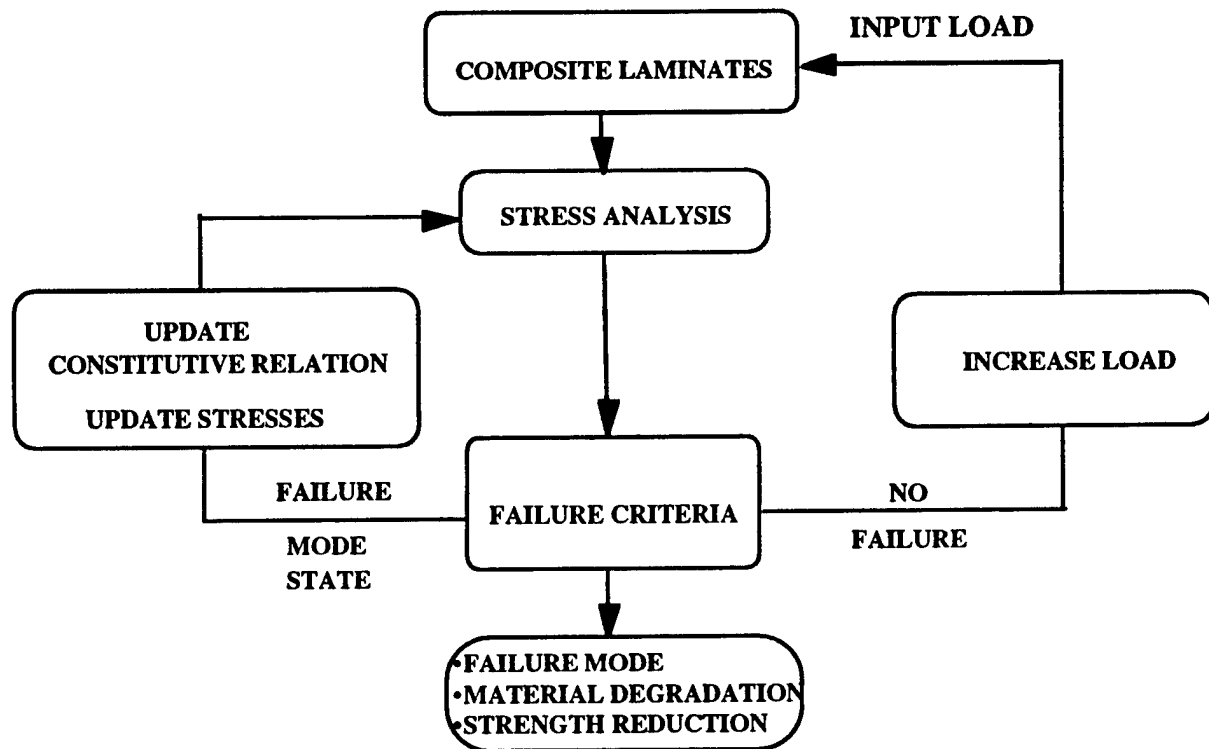 INPUT LOAD
COMPOSITE LAMINATES
STRESS ANALYSIS
UPDATE
CONSTITUTIVE RELATION
UPDATE STRESSES
INCREASE LOAD
FAILURE
MODE
STATE
FAILURE CRITERIA
NO
FAILURE
•FAILURE MODE
•MATERIAL DEGRADATION
•STRENGTH REDUCTION